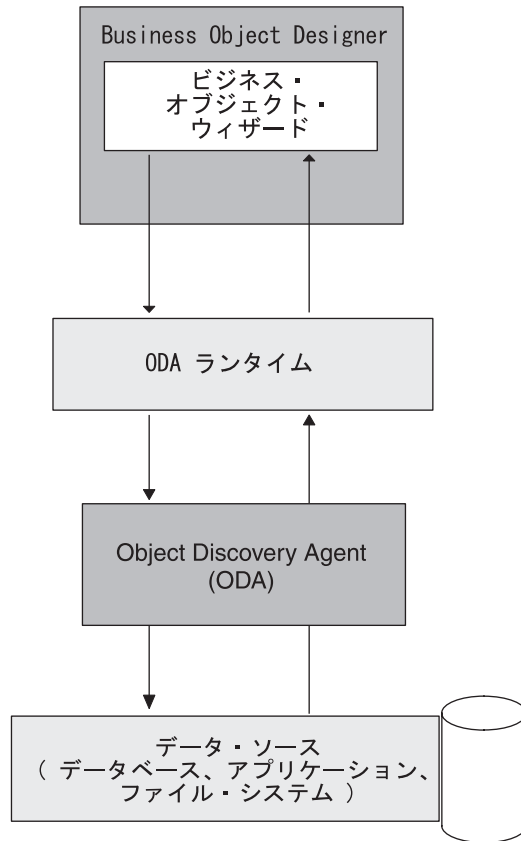 Business Object Designer
ビジネス・
オブジェクト・
ウィザード
ODA ランタイム
Object Discovery Agent
(ODA)
データ・ソース
( データベース、アプリケーション、
ファイル・システム )